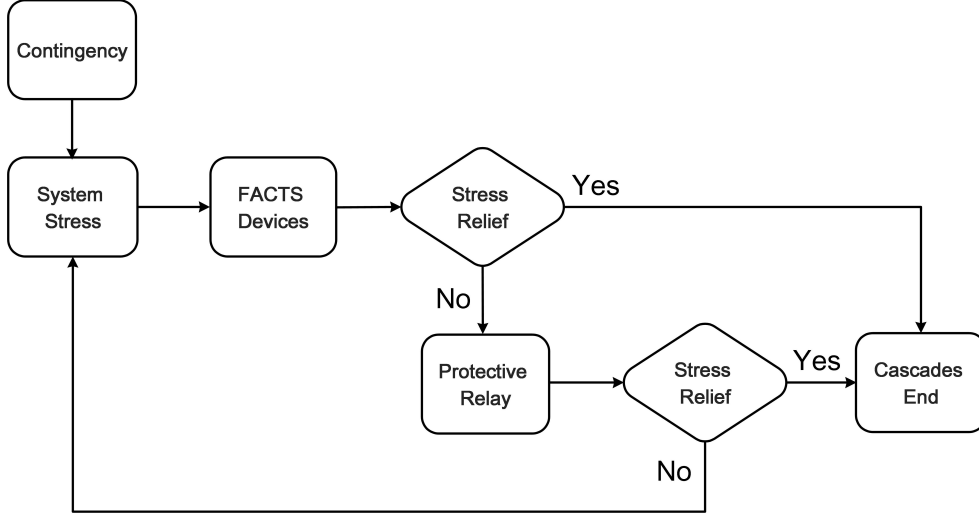 Contingency
System
Stress
FACTS
Devices
Stress
Relief
Yes
No
Protective
Relay
Stress
Relief
Yes
Cascades
End
No